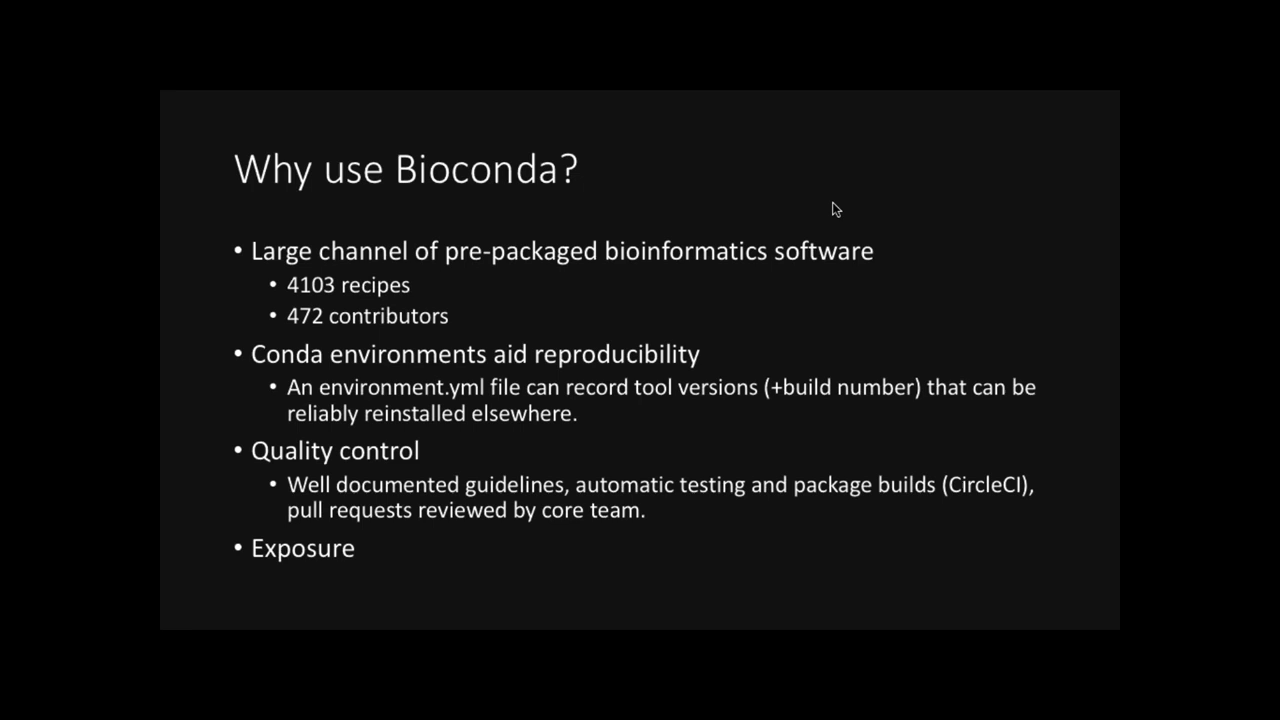 Why use Bioconda?
• Large channel of pre-packaged bioinformatics software
• 4103 recipes
• 472 contributors
• Conda environments aid reproducibility
• An environment.yml file can record tool versions (+build number) that can be
reliably reinstalled elsewhere.
• Quality control
• Well documented guidelines, automatic testing and package builds (CircleCI),
pull requests reviewed by core team.
• Exposure